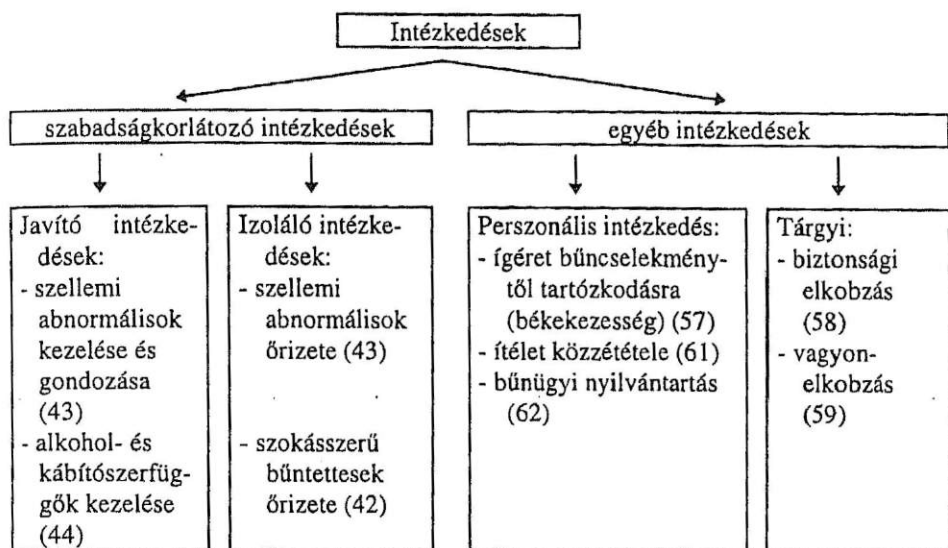 Intézkedések
szabadságkorlátozó intézkedések
egyéb intézkedések
Javító intézke-
dések:
- szellemi
abnormálisok
kezelése és
gondozása
(43)
- alkohol- és
kábítószerfüg-
gők kezelése
(44)
Izoláló intézke-
dések:
- szellemi
abnormálisok
őrizete (43)
- szokásszerű
bűntettesek
őrizete (42)
Perszonális intézkedés:
- ígéret bűncselekmény-
től tartózkodásra
(békekezesség) (57)
- ítélet közzététele (61)
- bűnügyi nyilvántartás
(62)
Tárgyi:
- biztonsági
elkobzás
(58)
- vagyon-
elkobzás
(59)